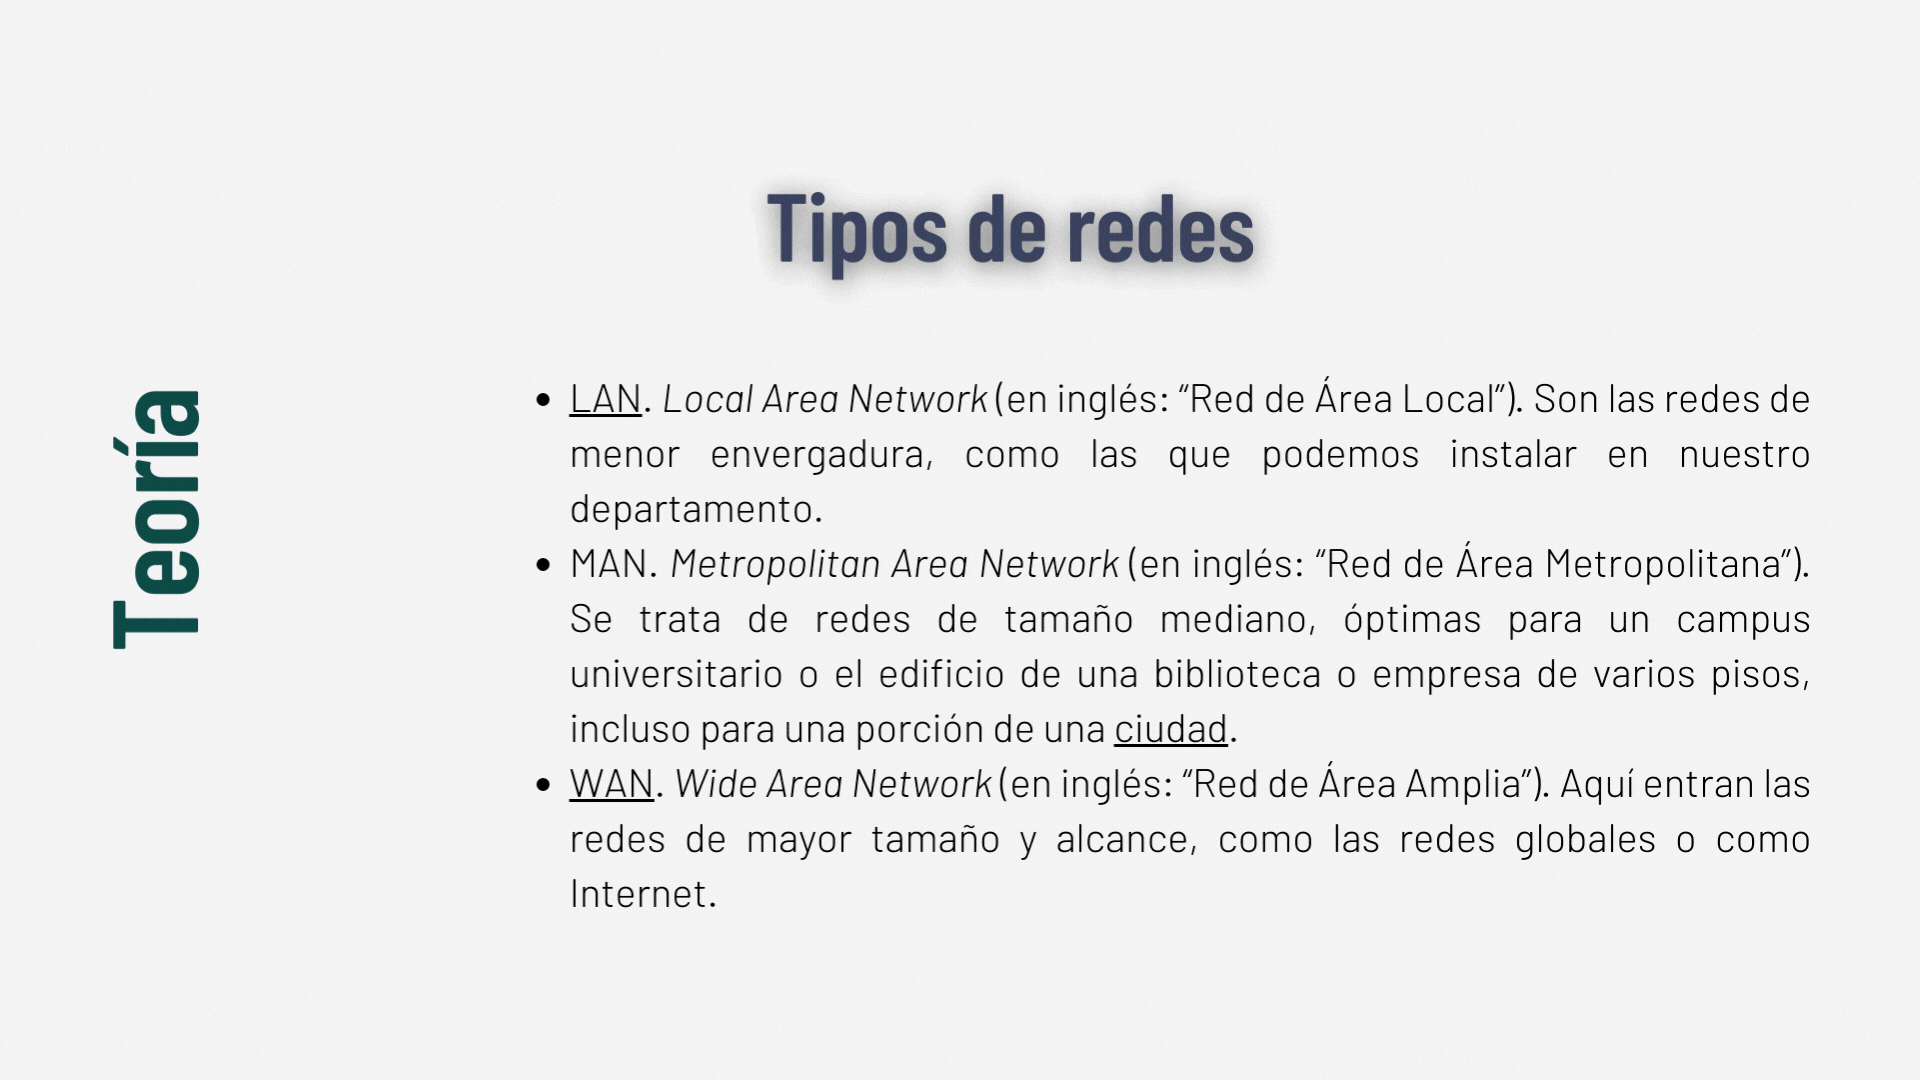 Tipos de redes
Teoría
• LAN. Local Area Network (en inglés: “Red de Área Local”). Son las redes de
menor envergadura, como las que podemos instalar en nuestro
departamento.
• MAN. Metropolitan Area Network (en inglés: “Red de Área Metropolitana”).
Se trata de redes de tamaño mediano, óptimas para un campus
universitario o el edificio de una biblioteca o empresa de varios pisos,
incluso para una porción de una ciudad.
• WAN. Wide Area Network (en inglés: “Red de Área Amplia”). Aquí entran las
redes de mayor tamaño y alcance, como las redes globales o como
Internet.